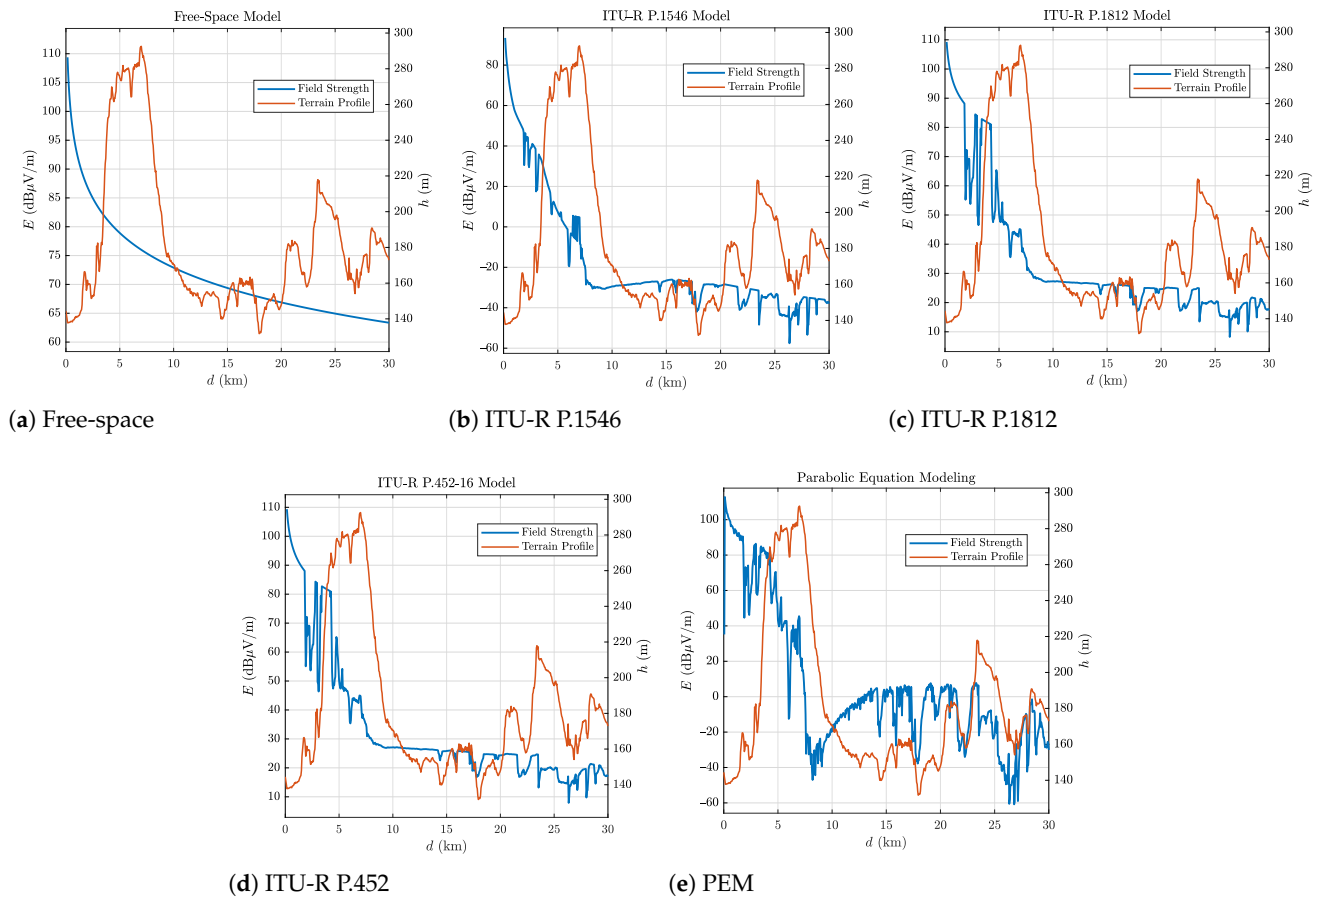 Free-Space Model
110
105
100
95
90
85
80
75
70
65
60
E (dBµV/m)
300
280
260
240
220
200
180
160
140
h (m)
Field Strength
Terrain Profile
0 5 10 15 20 25 30
d (km)
(a) Free-space
ITU-R P.1546 Model
80
60
40
20
0
−20
−40
−60
E (dBµV/m)
300
280
260
240
220
200
180
160
140
h (m)
Field Strength
Terrain Profile
0 5 10 15 20 25 30
d (km)
(b) ITU-R P.1546
ITU-R P.1812 Model
110
100
90
80
70
60
50
40
30
20
10
E (dBµV/m)
300
280
260
240
220
200
180
160
140
h (m)
Field Strength
Terrain Profile
0 5 10 15 20 25 30
d (km)
(c) ITU-R P.1812
ITU-R P.452-16 Model
110
100
90
80
70
60
50
40
30
20
10
E (dBµV/m)
300
280
260
240
220
200
180
160
140
h (m)
Field Strength
Terrain Profile
0 5 10 15 20 25 30
d (km)
(d) ITU-R P.452
Parabolic Equation Modeling
100
80
60
40
20
0
−20
−40
−60
E (dBµV/m)
300
280
260
240
220
200
180
160
140
h (m)
Field Strength
Terrain Profile
0 5 10 15 20 25 30
d (km)
(e) PEM